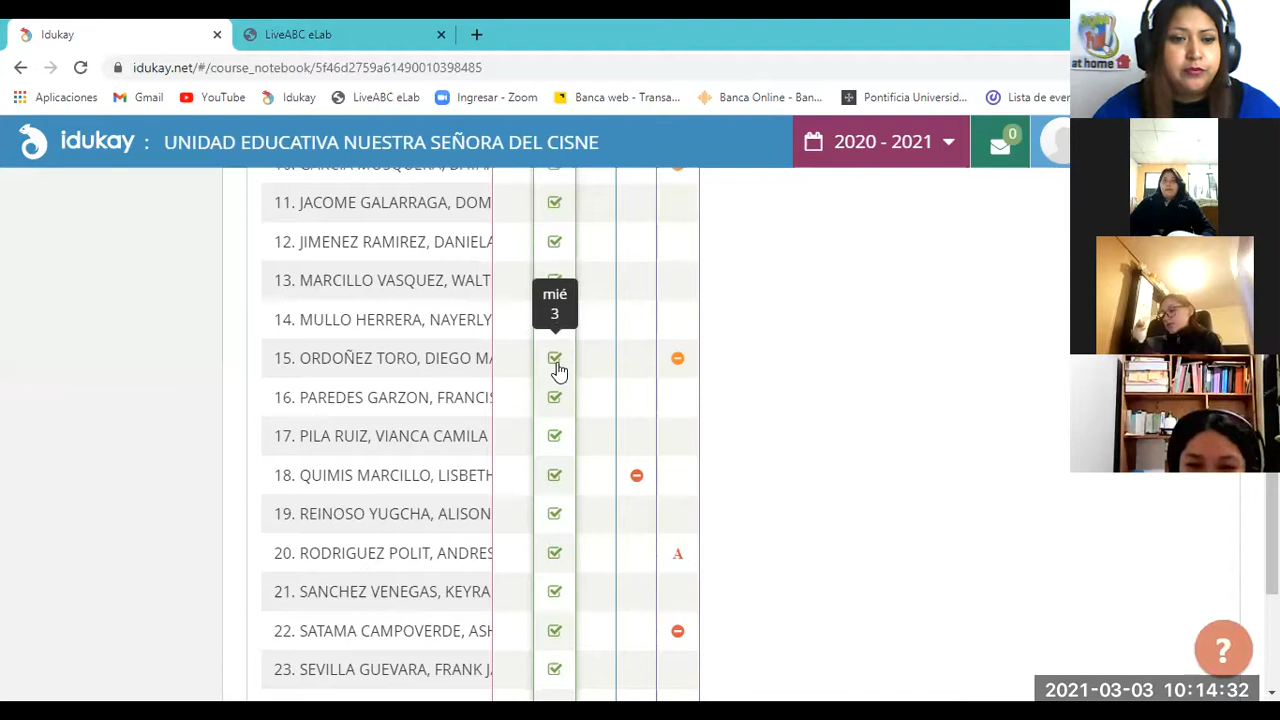 Idukay
LiveABC eLab
idukay.net/#/course_notebook/5f46d2759a61490010398485
Aplicaciones
Gmail
YouTube
Idukay
LiveABC eLab
Ingresar - Zoom
Banca web - Transa...
Banca Online - Ban...
Pontificia Universid...
Lista de even
at home
idukay : UNIDAD EDUCATIVA NUESTRA SEÑORA DEL CISNE
2020 - 2021
0
11. JACOME GALARRAGA, DOM
12. JIMENEZ RAMIREZ, DANIELA
13. MARCILLO VASQUEZ, WALT
mié
3
14. MULLO HERRERA, NAYERLY
15. ORDOÑEZ TORO, DIEGO MA
16. PAREDES GARZON, FRANCIS
17. PILA RUIZ, VIANCA CAMILA
18. QUIMIS MARCILLO, LISBETH
19. REINOSO YUGCHA, ALISON
20. RODRIGUEZ POLIT, ANDRES
A
21. SANCHEZ VENEGAS, KEYRA
22. SATAMA CAMPOVERDE, ASH
23. SEVILLA GUEVARA, FRANK JA
?
2021-03-03 10:14:32